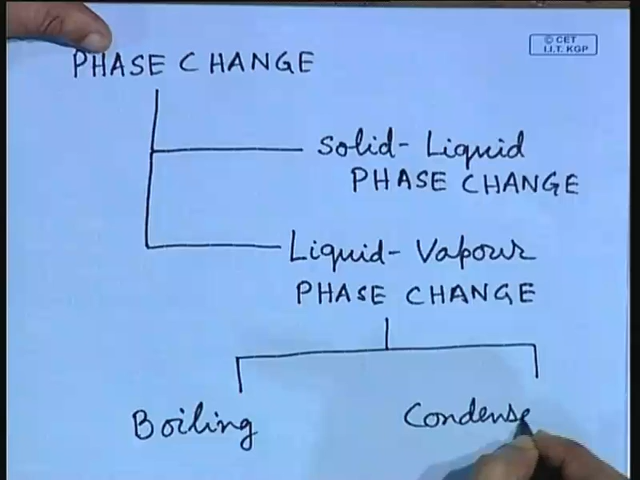 © CET
I.I.T. KGP
PHASE CHANGE
Solid- Liquid
PHASE CHANGE
Liquid- Vapour
PHASE CHANGE
Boiling Condense